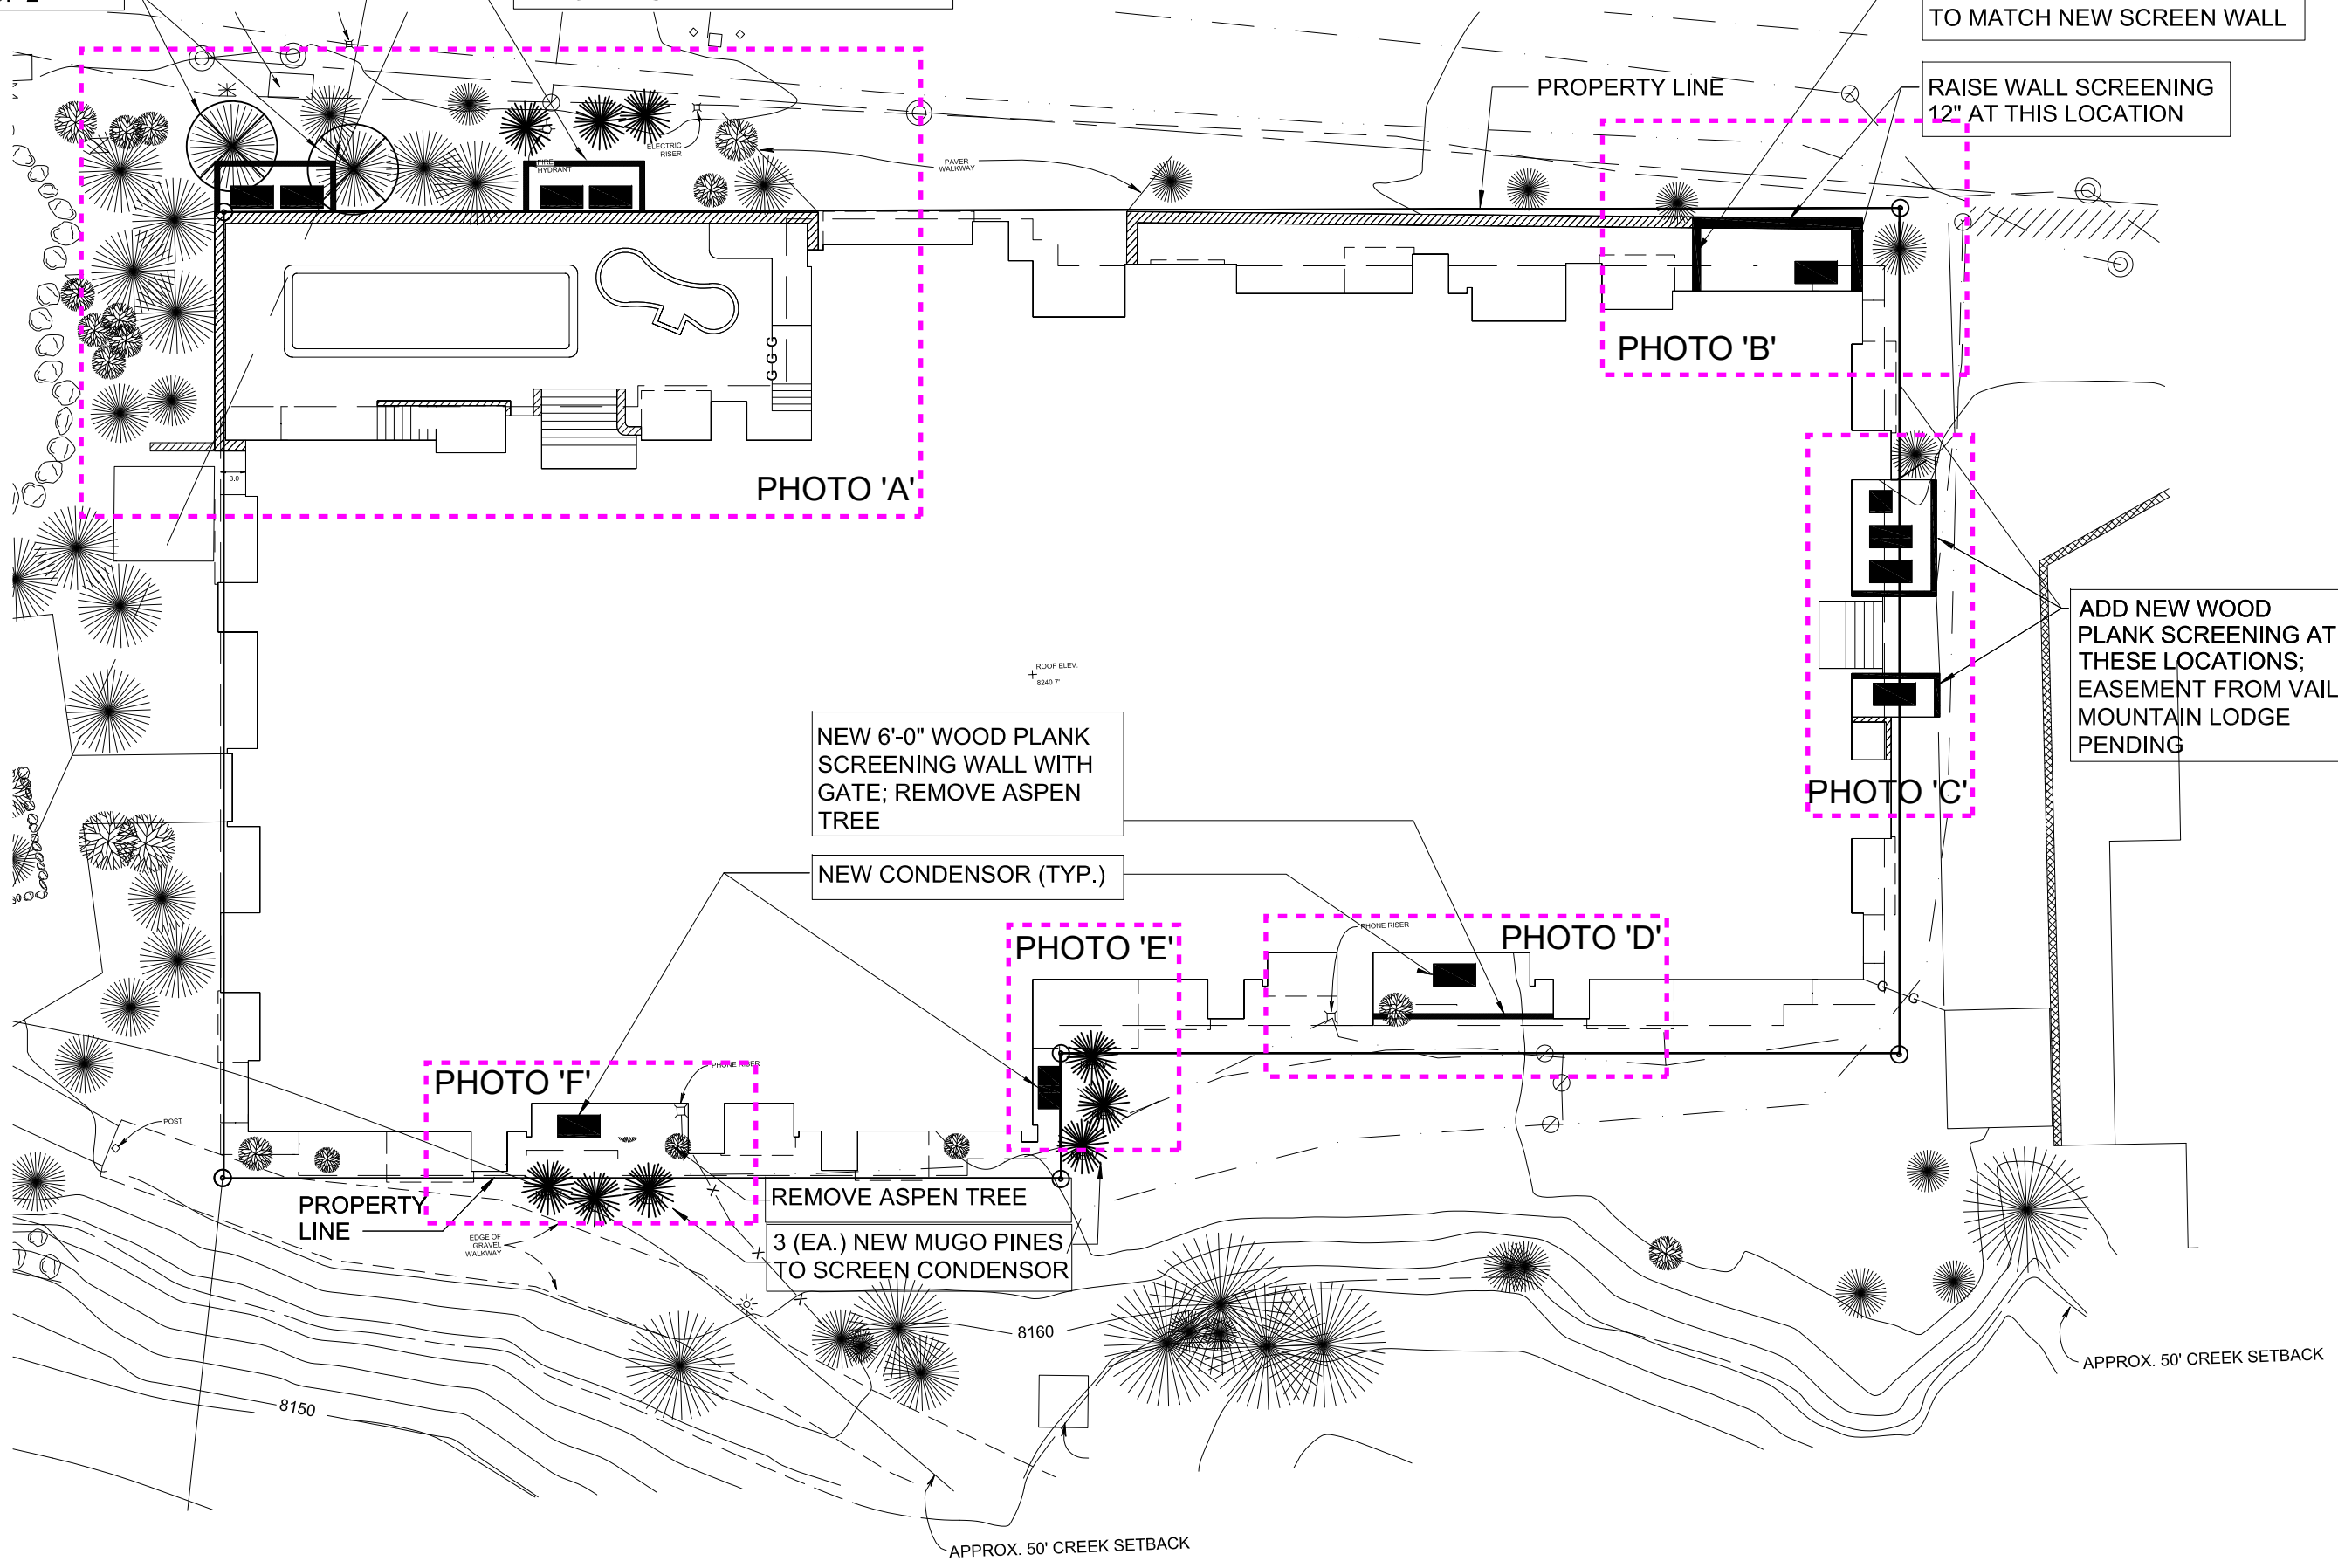 TO MATCH NEW SCREEN WALL
PROPERTY LINE
RAISE WALL SCREENING
12" AT THIS LOCATION
ELECTRIC
RISER
FIRE
HYDRANT
PAVER
WALKWAY
PHOTO 'B'
G G G
PHOTO 'A'
3.0
ADD NEW WOOD
PLANK SCREENING AT
THESE LOCATIONS;
EASEMENT FROM VAIL
MOUNTAIN LODGE
PENDING
ROOF ELEV.
8240.7'
NEW 6'-0" WOOD PLANK
SCREENING WALL WITH
GATE; REMOVE ASPEN
TREE
PHOTO 'C'
NEW CONDENSOR (TYP.)
PHOTO 'E'
PHONE RISER
PHOTO 'D'
G G
PHOTO 'F'
PHONE RISER
POST
PROPERTY
LINE
REMOVE ASPEN TREE
EDGE OF
GRAVEL
WALKWAY
3 (EA.) NEW MUGO PINES
TO SCREEN CONDENSOR
8160
8150
APPROX. 50' CREEK SETBACK
APPROX. 50' CREEK SETBACK